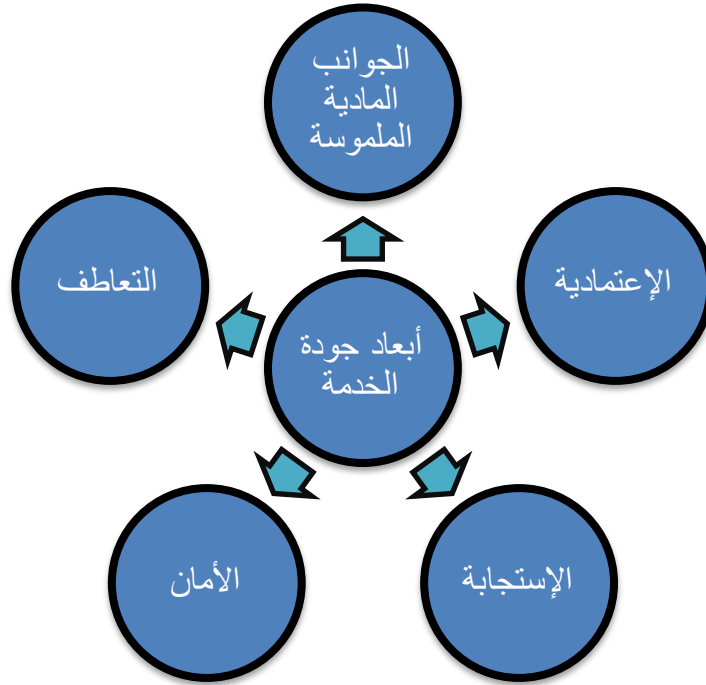 الجوانب
المادية
الملموسة
الإعتمادية
التعاطف
أبعاد جودة
الخدمة
الإستجابة
الأمان